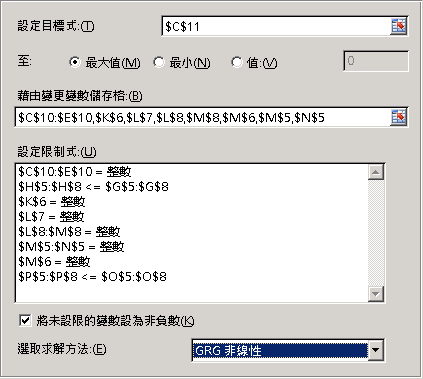 設定目標式:(T)
$C$11
至:
最大值(M)
最小(N)
值:(V)
0
藉由變更變數儲存格:(B)
$C$10:$E$10,$K$6,$L$7,$L$8,$M$8,$M$6,$M$5,$N$5
設定限制式:(U)
$C$10:$E$10 = 整數
$H$5:$H$8 <= $G$5:$G$8
$K$6 = 整數
$L$7 = 整數
$L$8:$M$8 = 整數
$M$5:$N$5 = 整數
$M$6 = 整數
$P$5:$P$8 <= $O$5:$O$8
將未設限的變數設為非負數(K)
選取求解方法:(E)
GRG 非線性